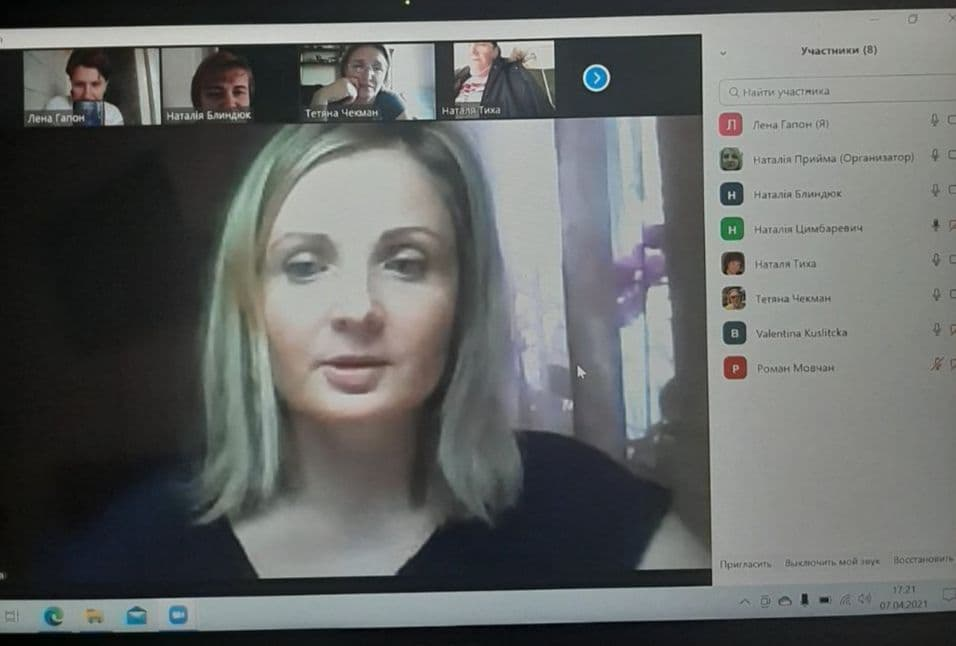 Лена Гапон
Наталія Блиндюк
Тетяна Чекман
Наталя Тиха
Участники (8)
Найти участника
Л
Лена Гапон (Я)
Наталія Прийма (Организатор)
Н
Наталія Блиндюк
Н
Наталія Цимбаревич
Наталя Тиха
Тетяна Чекман
B
Valentina Kuslitcka
Р
Роман Мовчан
Пригласить
Выключить мой звук
Восстановить
17:21
07.04.2021